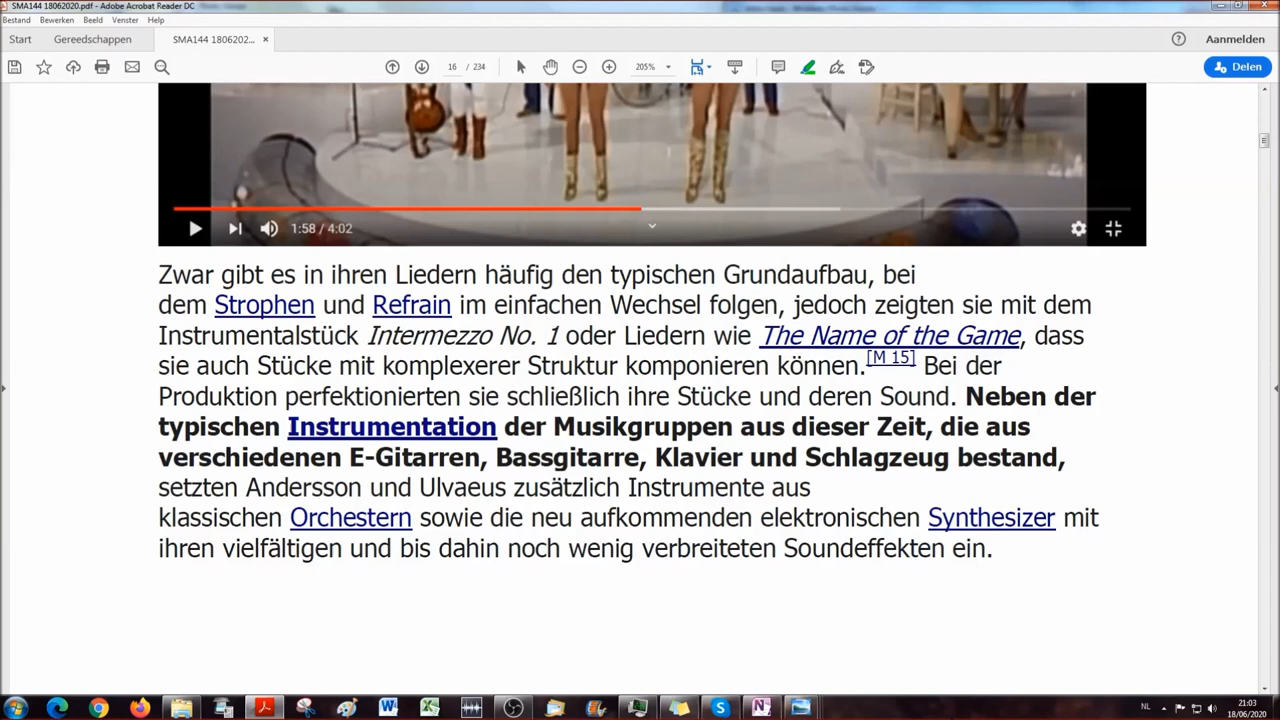 SMA144 18062020.pdf - Adobe Acrobat Reader DC
Bestand Bewerken Beeld Venster Help
Start Gereedschappen SMA144 1806202... × Aanmelden
16 / 234 205% Delen
1:58 / 4:02
Zwar gibt es in ihren Liedern häufig den typischen Grundaufbau, bei
dem Strophen und Refrain im einfachen Wechsel folgen, jedoch zeigten sie mit dem
Instrumentalstück Intermezzo No. 1 oder Liedern wie The Name of the Game, dass
sie auch Stücke mit komplexerer Struktur komponieren können.[M 15] Bei der
Produktion perfektionierten sie schließlich ihre Stücke und deren Sound. Neben der
typischen Instrumentation der Musikgruppen aus dieser Zeit, die aus
verschiedenen E-Gitarren, Bassgitarre, Klavier und Schlagzeug bestand,
setzten Andersson und Ulvaeus zusätzlich Instrumente aus
klassischen Orchestern sowie die neu aufkommenden elektronischen Synthesizer mit
ihren vielfältigen und bis dahin noch wenig verbreiteten Soundeffekten ein.
NL 21:03
18/06/2020